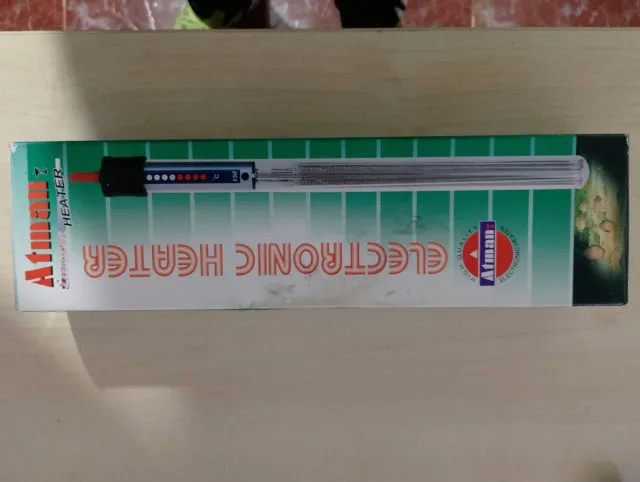 Atman
HEATER
°C
ELECTRONIC HEATER
HIGH QUALITY
Atman